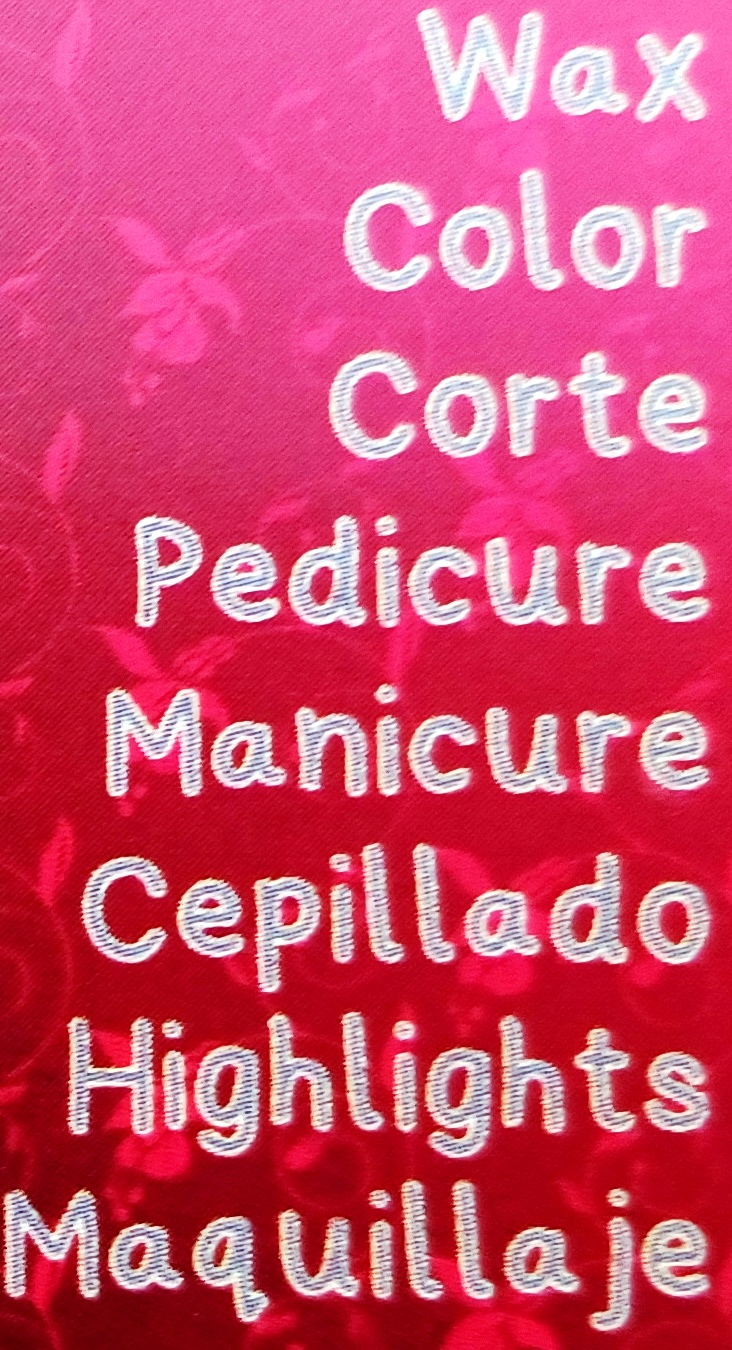 Wax
Color
Corte
Pedicure
Manicure
Cepillado
Highlights
Maquillaje